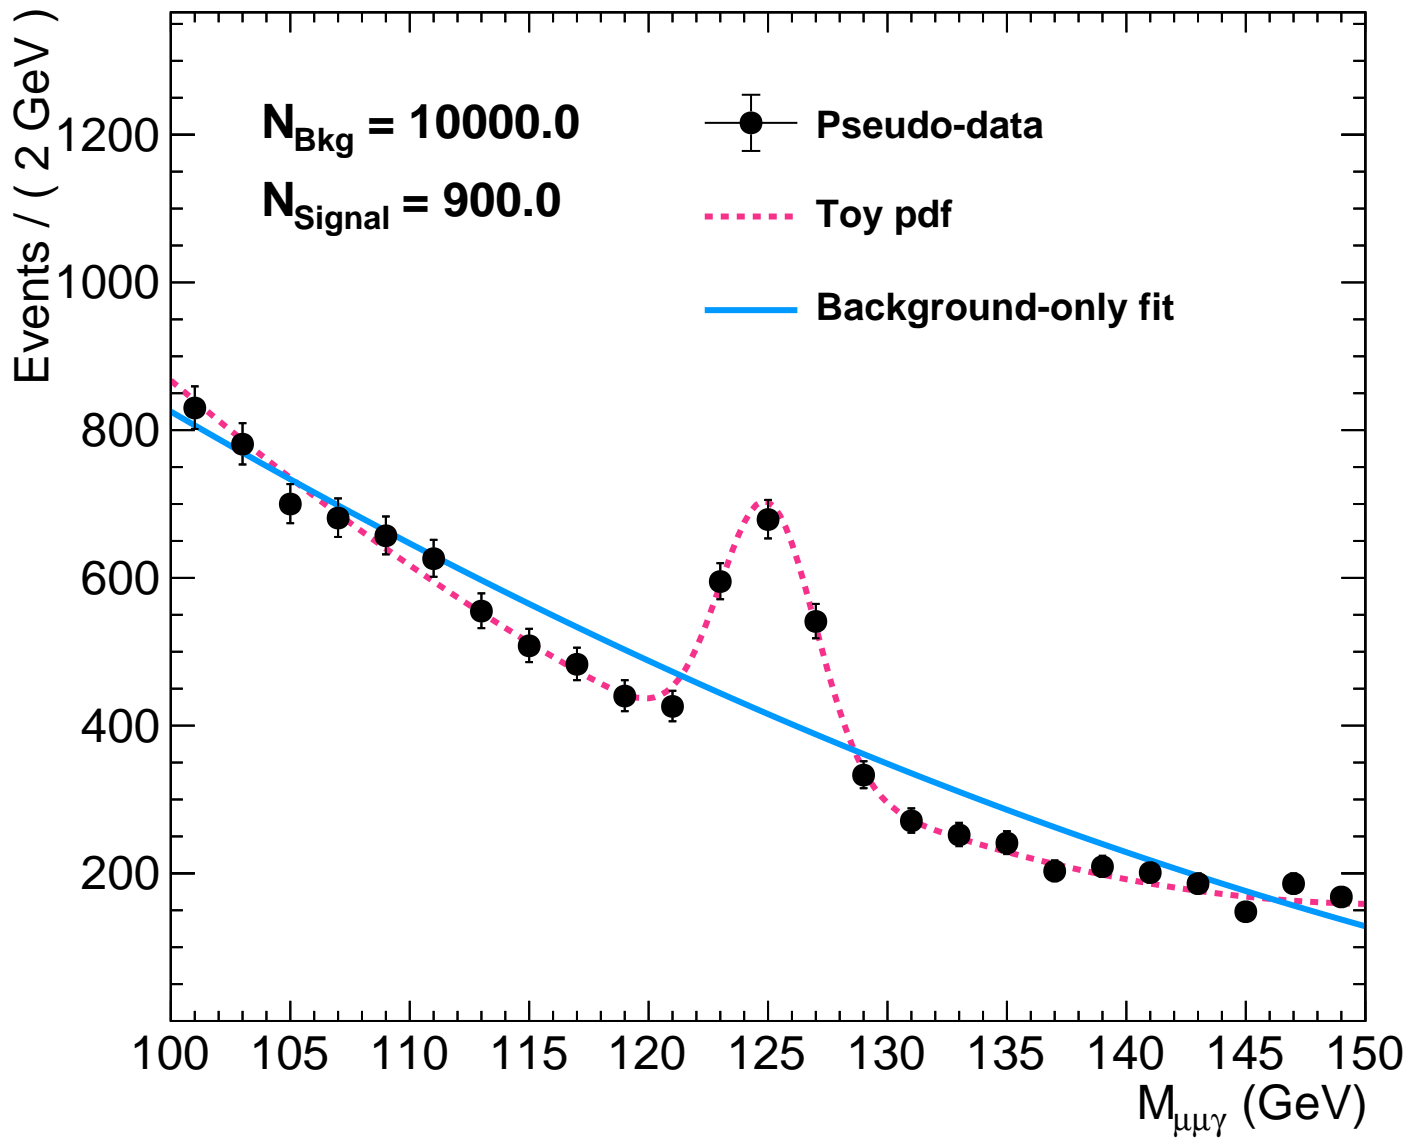 Events / ( 2 GeV )
1200
1000
800
600
400
200
N_Bkg = 10000.0
N_Signal = 900.0
Pseudo-data
Toy pdf
Background-only fit
100 105 110 115 120 125 130 135 140 145 150
M_μμγ (GeV)